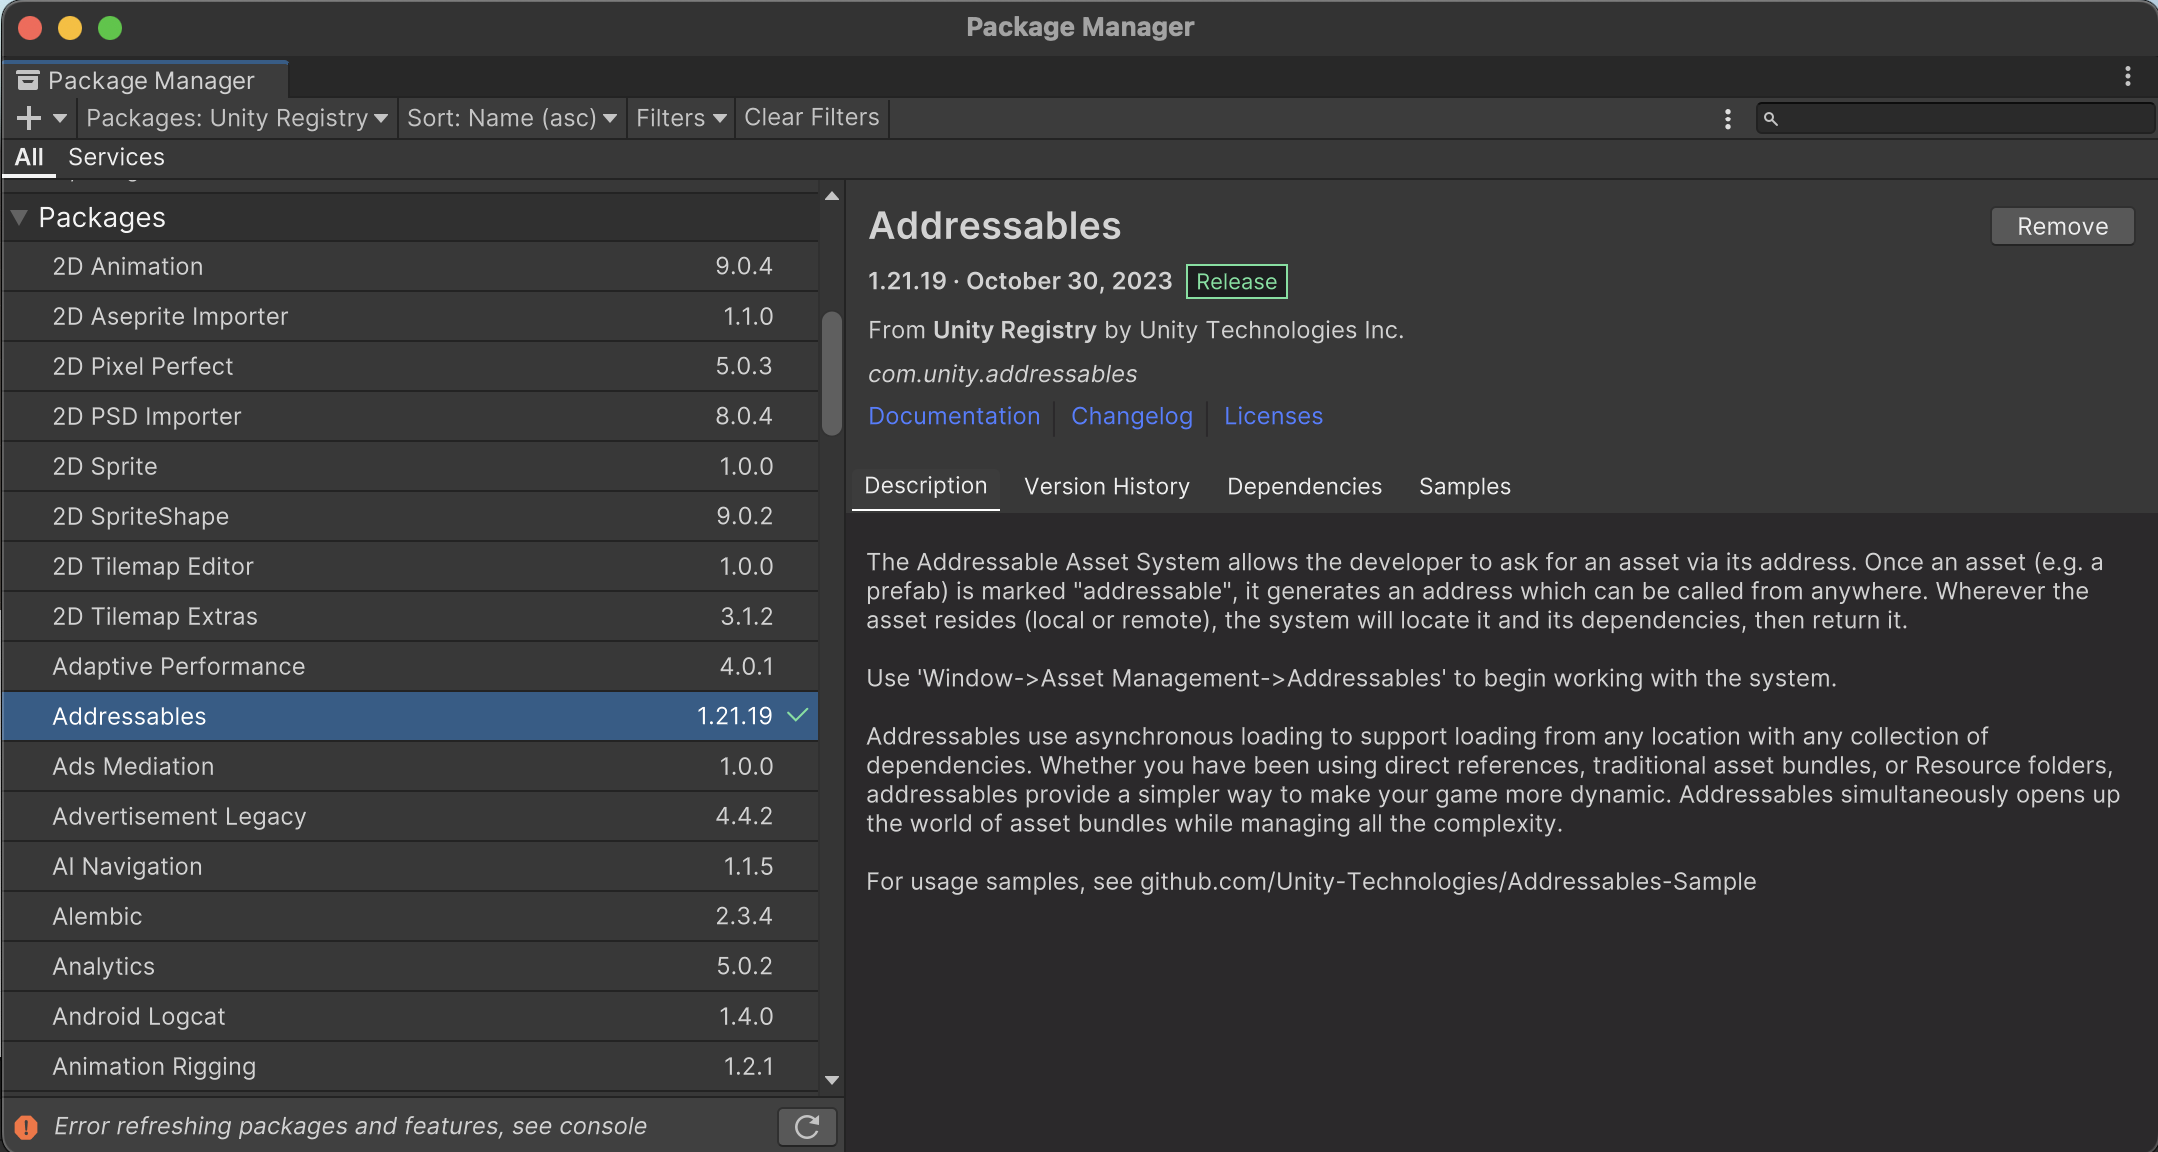 Package Manager
Package Manager
Packages: Unity Registry
Sort: Name (asc)
Filters
Clear Filters
All
Services
Packages
2D Animation 9.0.4
2D Aseprite Importer 1.1.0
2D Pixel Perfect 5.0.3
2D PSD Importer 8.0.4
2D Sprite 1.0.0
2D SpriteShape 9.0.2
2D Tilemap Editor 1.0.0
2D Tilemap Extras 3.1.2
Adaptive Performance 4.0.1
Addressables 1.21.19
Ads Mediation 1.0.0
Advertisement Legacy 4.4.2
AI Navigation 1.1.5
Alembic 2.3.4
Analytics 5.0.2
Android Logcat 1.4.0
Animation Rigging 1.2.1
Error refreshing packages and features, see console
Addressables
Remove
1.21.19 · October 30, 2023 Release
From Unity Registry by Unity Technologies Inc.
com.unity.addressables
Documentation Changelog Licenses
Description Version History Dependencies Samples
The Addressable Asset System allows the developer to ask for an asset via its address. Once an asset (e.g. a
prefab) is marked "addressable", it generates an address which can be called from anywhere. Wherever the
asset resides (local or remote), the system will locate it and its dependencies, then return it.
Use 'Window->Asset Management->Addressables' to begin working with the system.
Addressables use asynchronous loading to support loading from any location with any collection of
dependencies. Whether you have been using direct references, traditional asset bundles, or Resource folders,
addressables provide a simpler way to make your game more dynamic. Addressables simultaneously opens up
the world of asset bundles while managing all the complexity.
For usage samples, see github.com/Unity-Technologies/Addressables-Sample